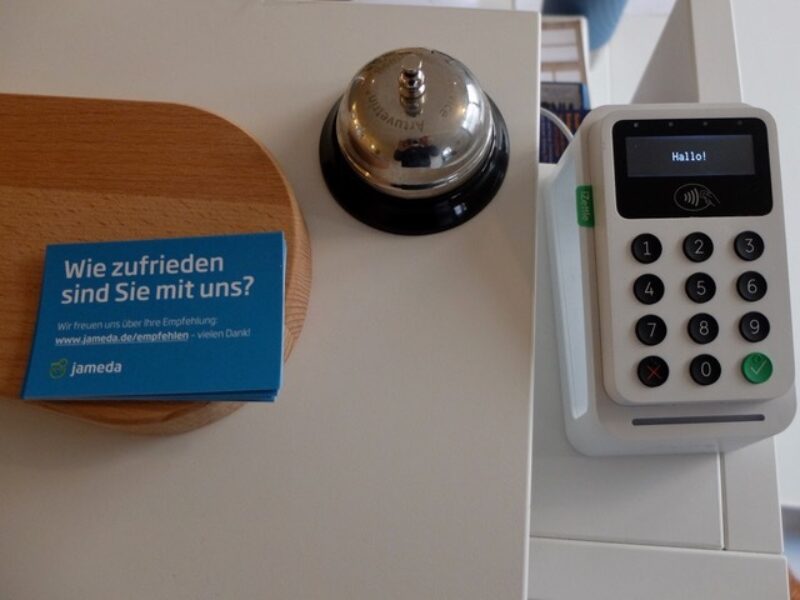 Wie zufrieden
sind Sie mit uns?
Wir freuen uns über Ihre Empfehlung:
www.jameda.de/empfehlen - vielen Dank!
jameda
Hallo!
iZettle
1 2 3
4 5 6
7 8 9
0